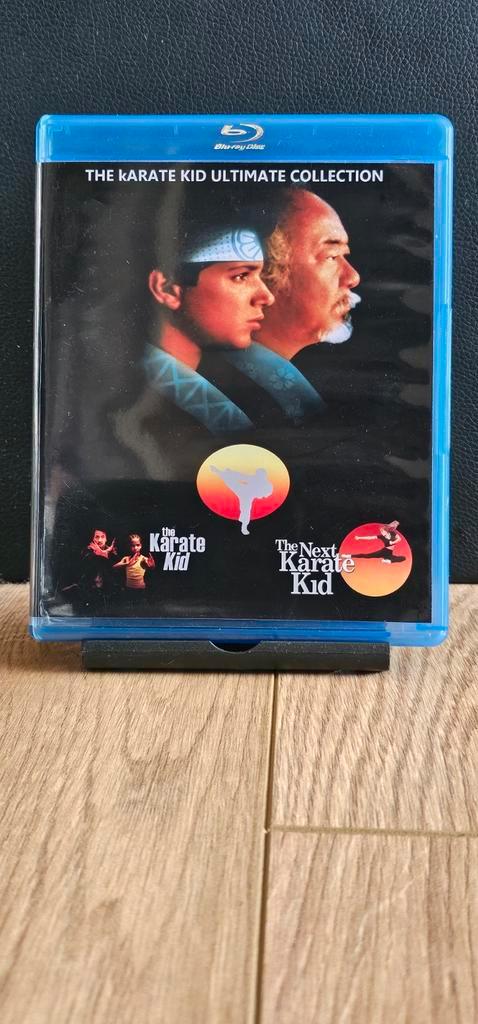 Blu-ray Disc
THE kARATE KID ULTIMATE COLLECTION
the
Karate
Kid
The Next
Karate
Kid